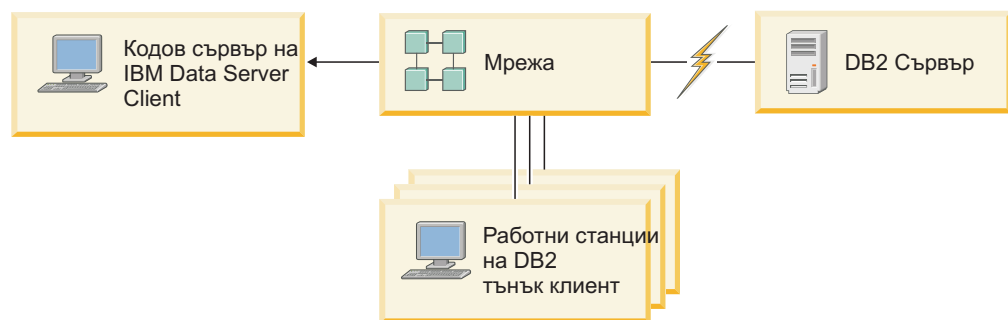 Кодов сървър на
IBM Data Server
Client
Мрежа
DB2 Сървър
Работни станции
на DB2
тънък клиент